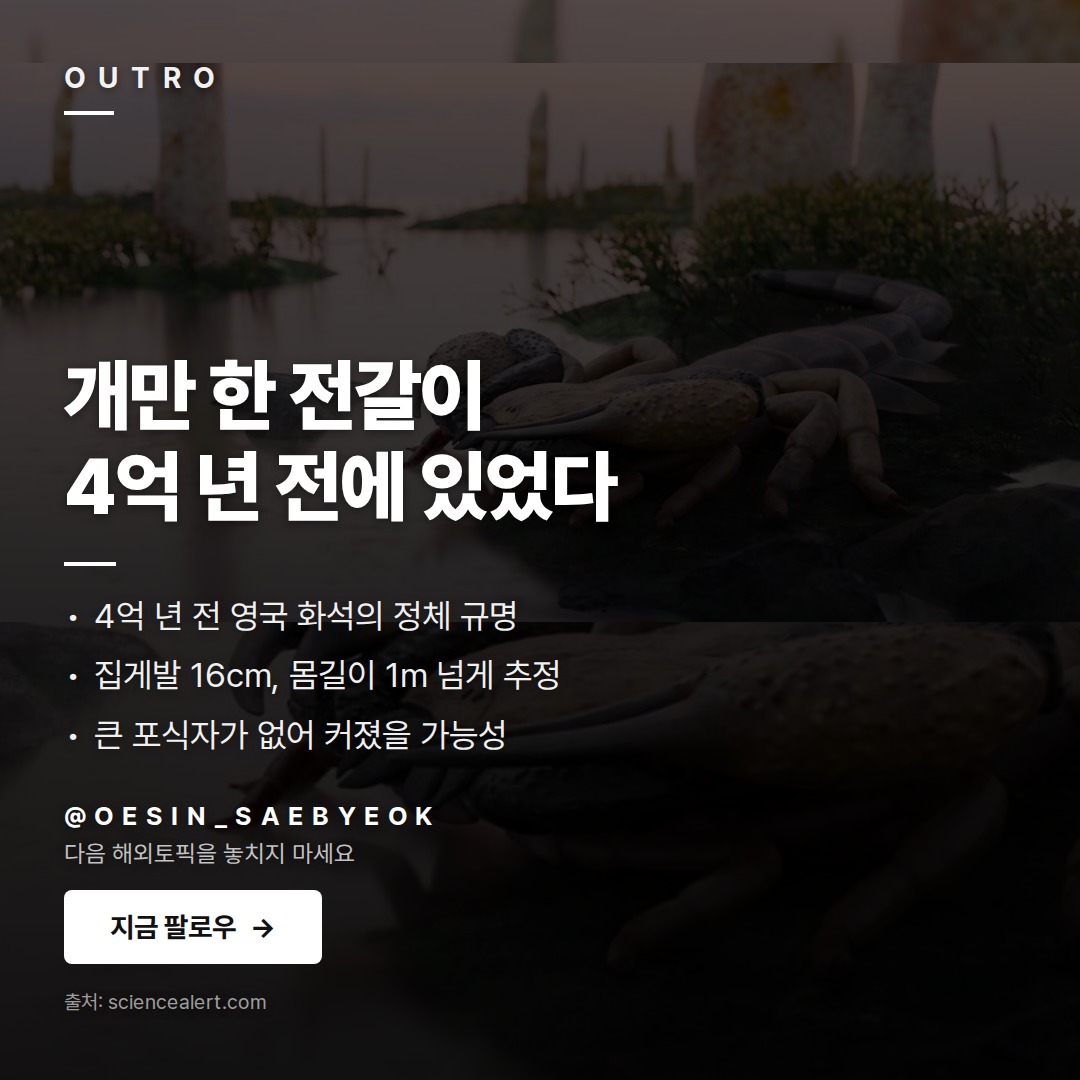 OUTRO
개만 한 전갈이
4억 년 전에 있었다
• 4억 년 전 영국 화석의 정체 규명
• 집게발 16cm, 몸길이 1m 넘게 추정
• 큰 포식자가 없어 커졌을 가능성
@OESIN_SAEBYEOK
다음 해외토픽을 놓치지 마세요
지금 팔로우 →
출처: sciencealert.com